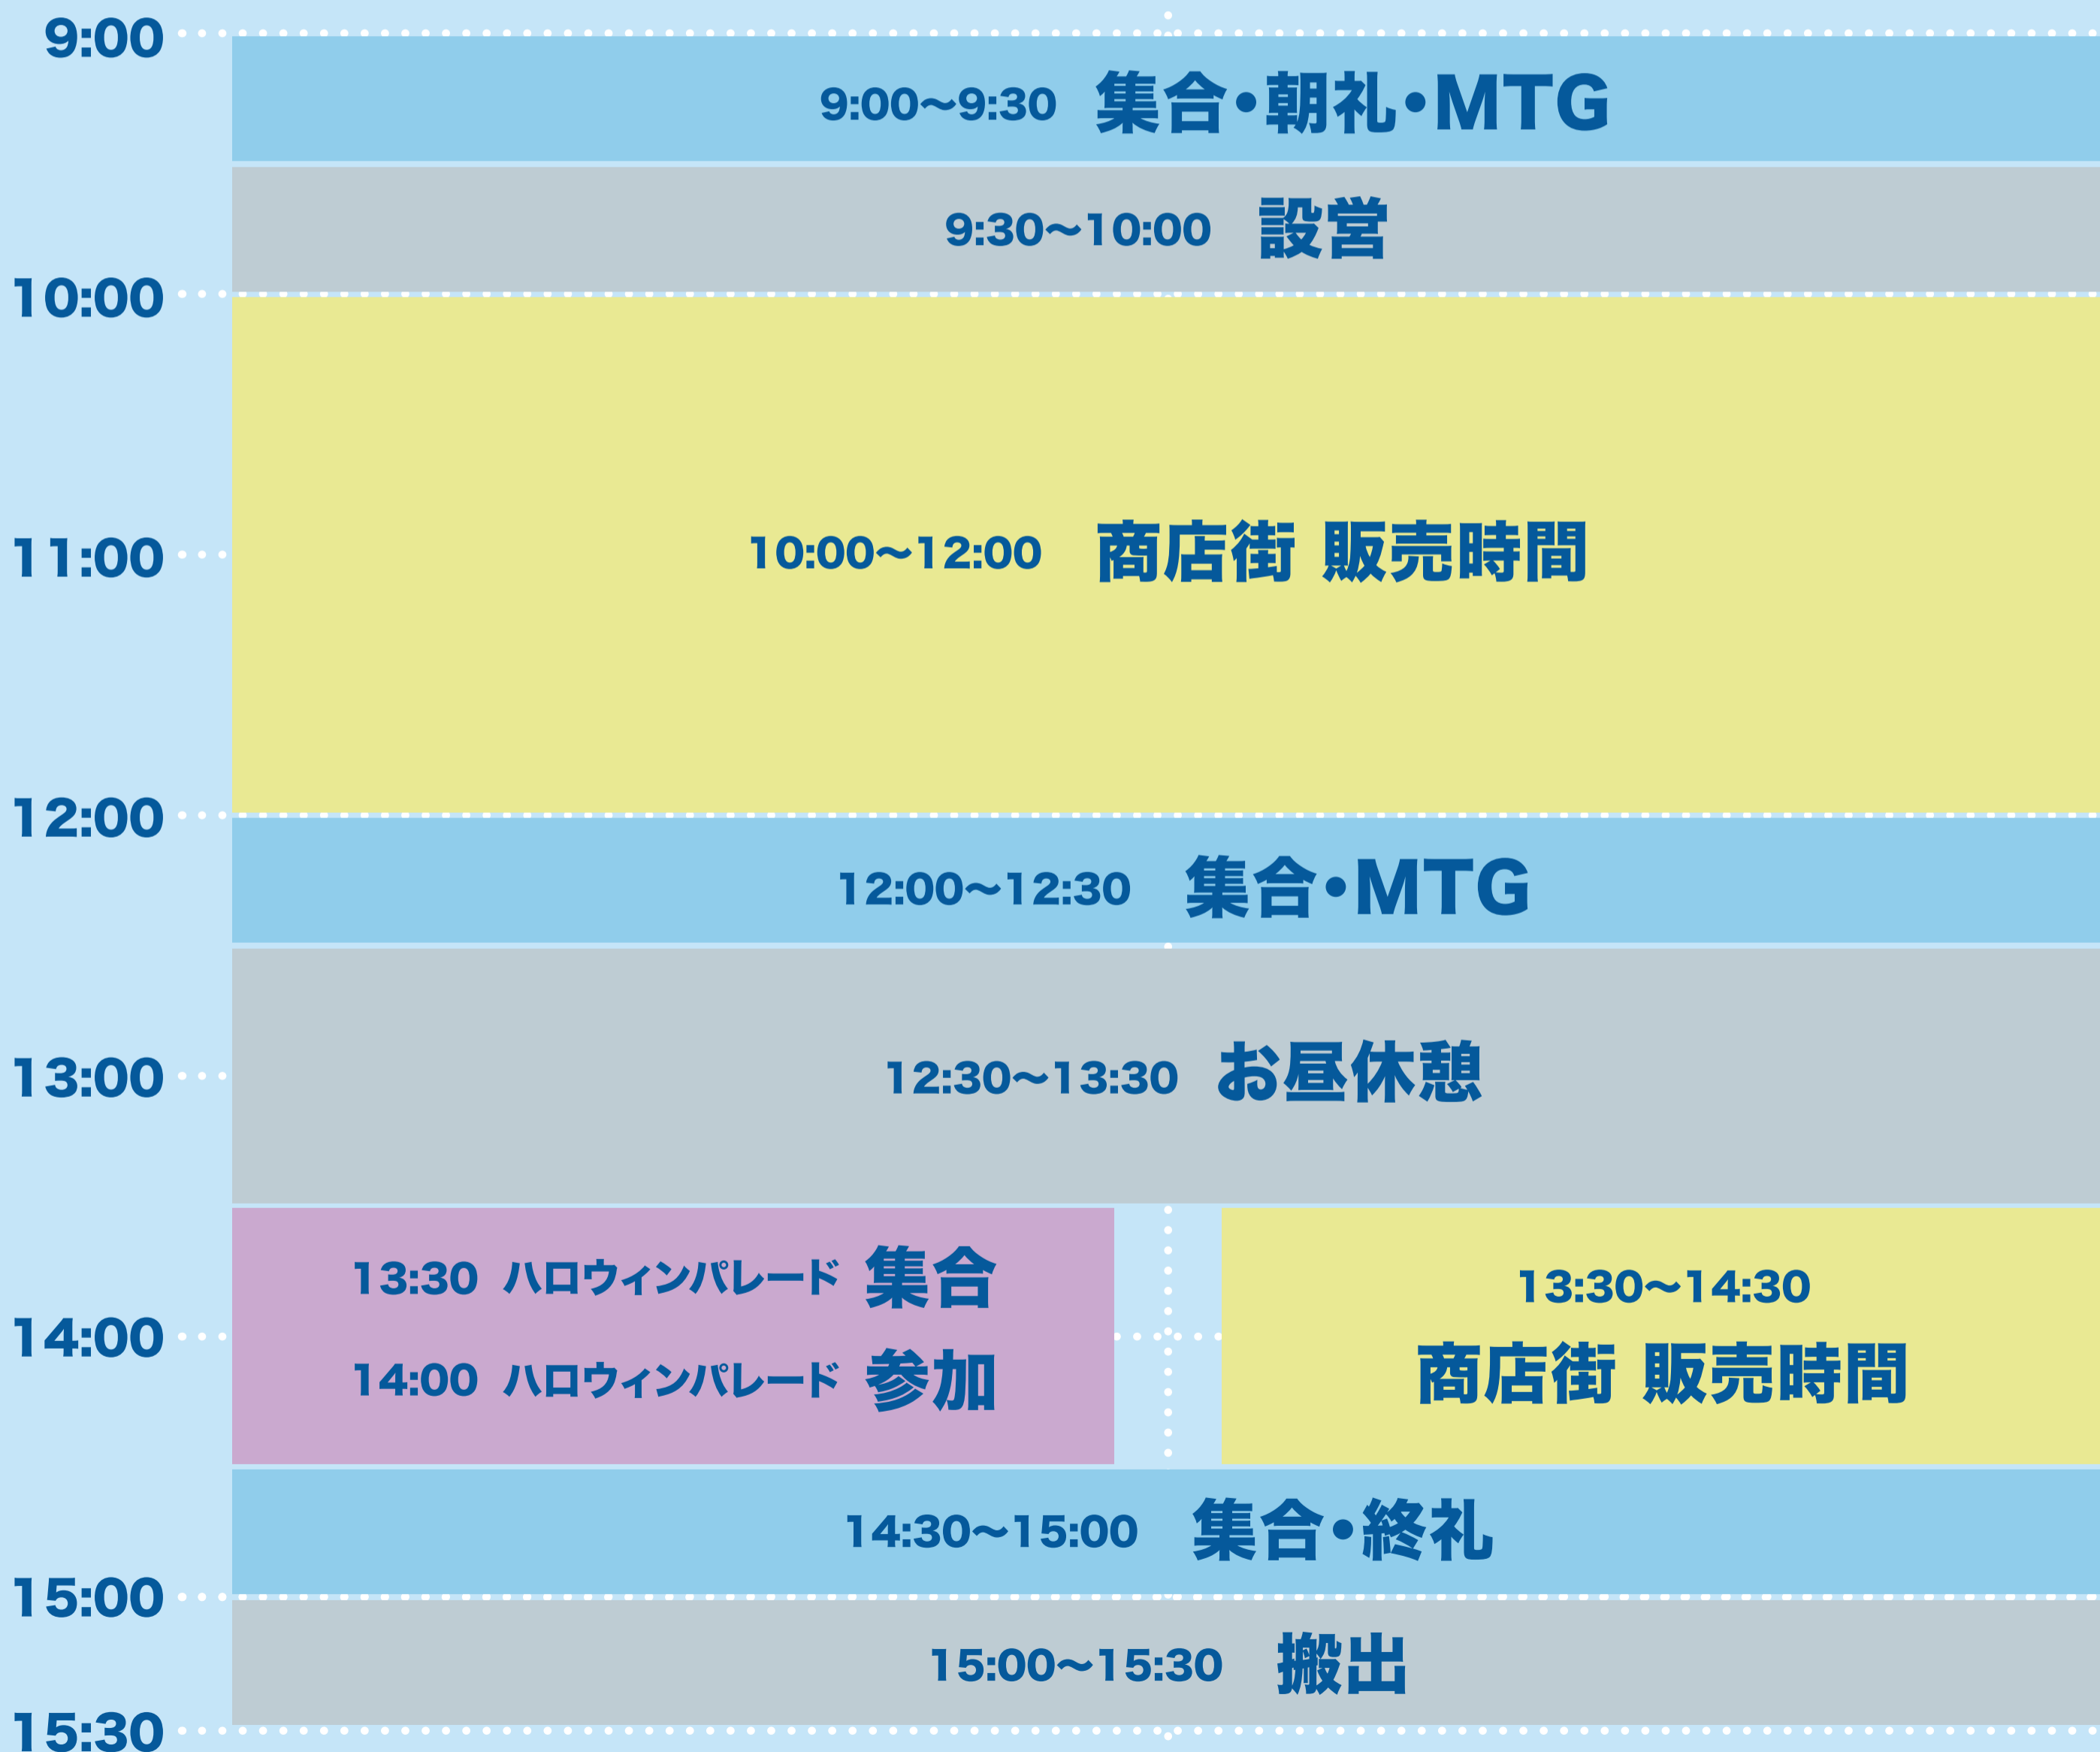 9:00
9:00〜9:30 集合・朝礼・MTG
9:30〜10:00 設営
10:00
11:00
10:00〜12:00 商店街 販売時間
12:00
12:00〜12:30 集合・MTG
13:00
12:30〜13:30 お昼休憩
13:30 ハロウィンパレード 集合
14:00 ハロウィンパレード 参加
14:00
13:30〜14:30
商店街 販売時間
14:30〜15:00 集合・終礼
15:00
15:00〜15:30 搬出
15:30